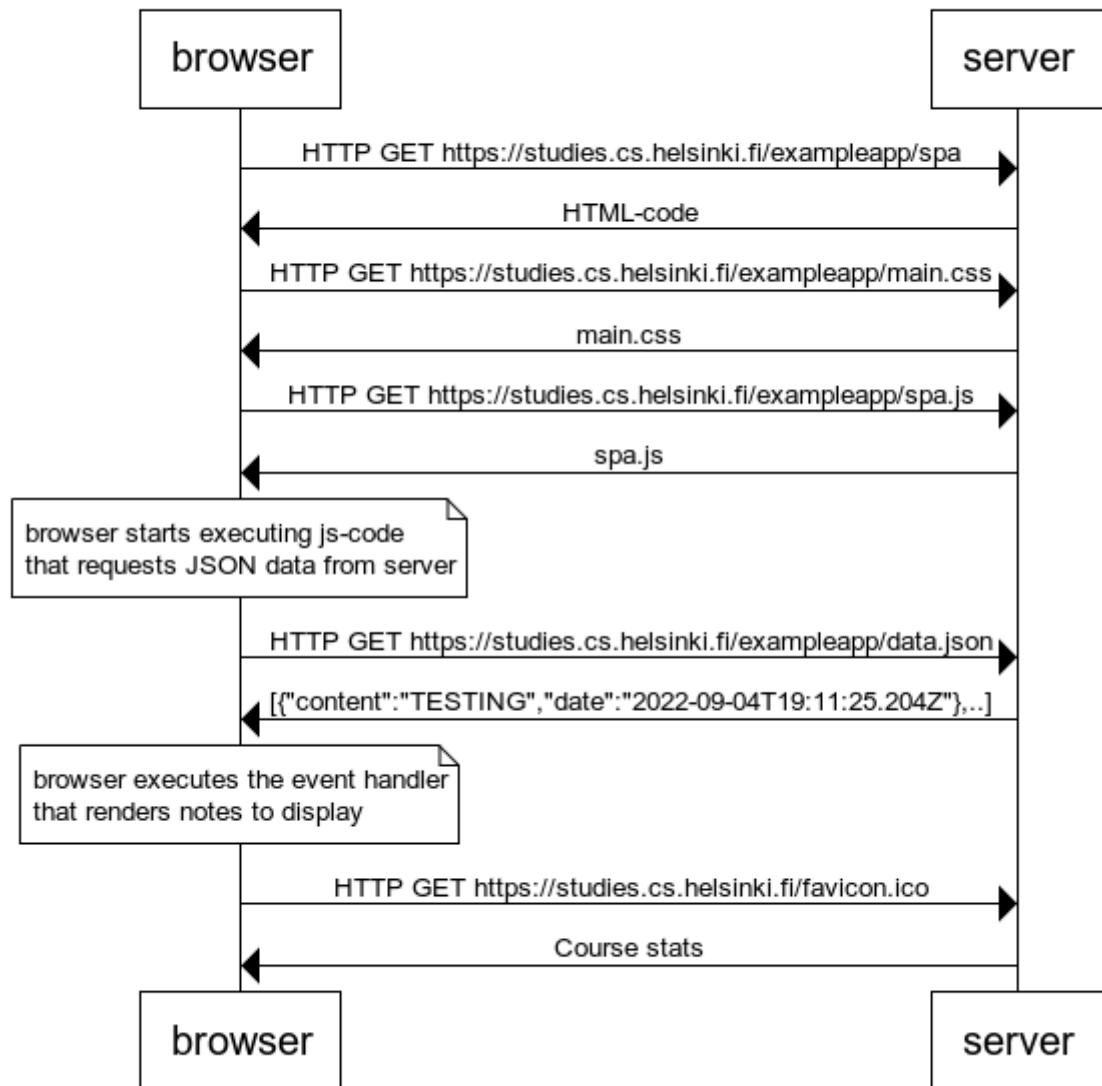 browser
server
HTTP GET https://studies.cs.helsinki.fi/exampleapp/spa
HTML-code
HTTP GET https://studies.cs.helsinki.fi/exampleapp/main.css
main.css
HTTP GET https://studies.cs.helsinki.fi/exampleapp/spa.js
spa.js
browser starts executing js-code
that requests JSON data from server
HTTP GET https://studies.cs.helsinki.fi/exampleapp/data.json
[{"content":"TESTING","date":"2022-09-04T19:11:25.204Z"},..]
browser executes the event handler
that renders notes to display
HTTP GET https://studies.cs.helsinki.fi/favicon.ico
Course stats
browser
server